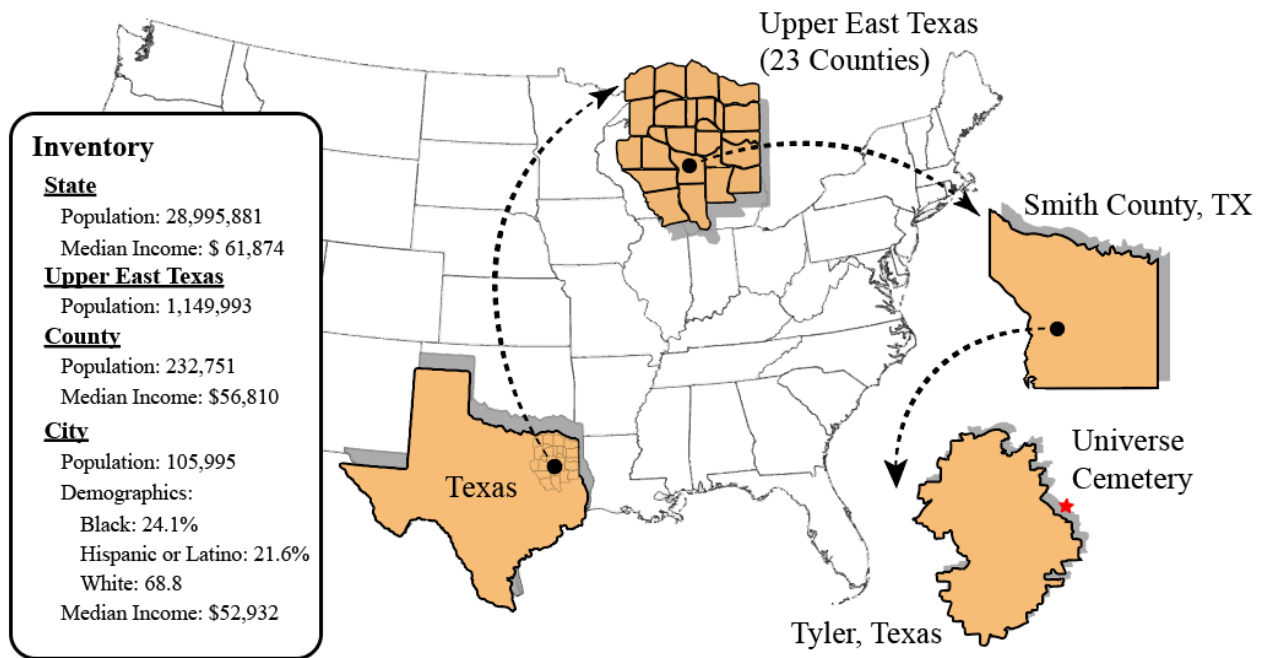 Upper East Texas
(23 Counties)
Inventory
State
Population: 28,995,881
Median Income: $ 61,874
Upper East Texas
Population: 1,149,993
County
Population: 232,751
Median Income: $56,810
City
Population: 105,995
Demographics:
Black: 24.1%
Hispanic or Latino: 21.6%
White: 68.8
Median Income: $52,932
Smith County, TX
Texas
Universe
Cemetery
Tyler, Texas